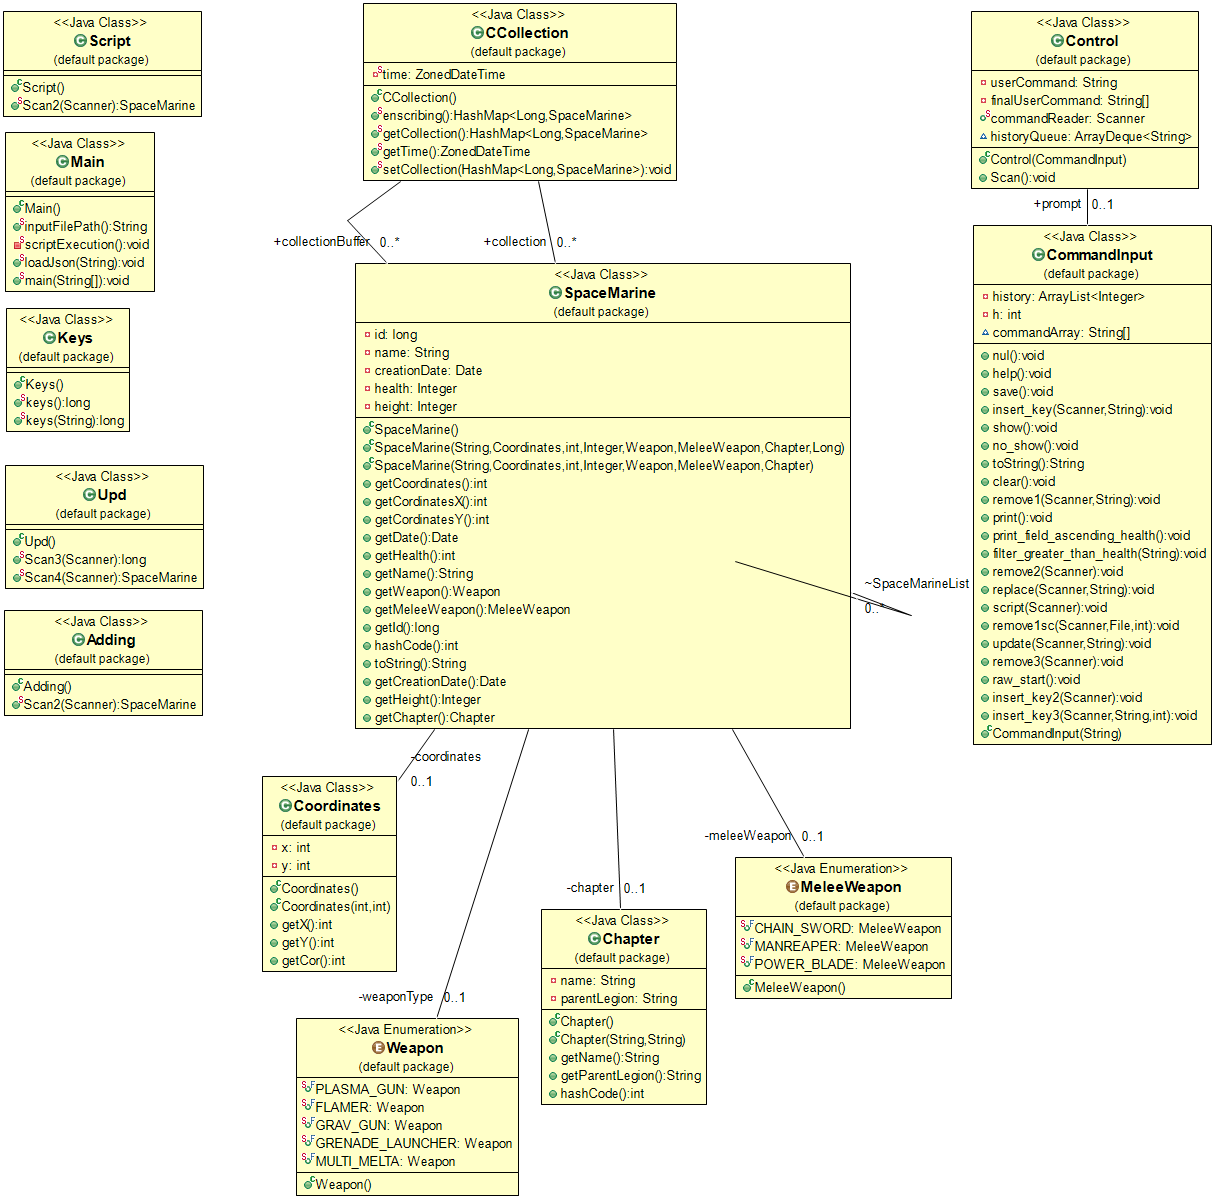 <<Java Class>>
Script
(default package)
Script()
Scan2(Scanner):SpaceMarine
<<Java Class>>
Main
(default package)
Main()
inputFilePath():String
scriptExecution():void
loadJson(String):void
main(String[]):void
<<Java Class>>
Keys
(default package)
Keys()
keys():long
keys(String):long
<<Java Class>>
Upd
(default package)
Upd()
Scan3(Scanner):long
Scan4(Scanner):SpaceMarine
<<Java Class>>
Adding
(default package)
Adding()
Scan2(Scanner):SpaceMarine
<<Java Class>>
CCollection
(default package)
time: ZonedDateTime
CCollection()
enscribing():HashMap<Long,SpaceMarine>
getCollection():HashMap<Long,SpaceMarine>
getTime():ZonedDateTime
setCollection(HashMap<Long,SpaceMarine>):void
+collectionBuffer 0..*
+collection 0..*
<<Java Class>>
SpaceMarine
(default package)
id: long
name: String
creationDate: Date
health: Integer
height: Integer
SpaceMarine()
SpaceMarine(String,Coordinates,int,Integer,Weapon,MeleeWeapon,Chapter,Long)
SpaceMarine(String,Coordinates,int,Integer,Weapon,MeleeWeapon,Chapter)
getCoordinates():int
getCordinatesX():int
getCordinatesY():int
getDate():Date
getHealth():int
getName():String
getWeapon():Weapon
getMeleeWeapon():MeleeWeapon
getId():long
hashCode():int
toString():String
getCreationDate():Date
getHeight():Integer
getChapter():Chapter
~SpaceMarineList
0..*
-coordinates
0..1
<<Java Class>>
Coordinates
(default package)
x: int
y: int
Coordinates()
Coordinates(int,int)
getX():int
getY():int
getCor():int
-weaponType 0..1
<<Java Enumeration>>
Weapon
(default package)
PLASMA_GUN: Weapon
FLAMER: Weapon
GRAV_GUN: Weapon
GRENADE_LAUNCHER: Weapon
MULTI_MELTA: Weapon
Weapon()
-chapter 0..1
<<Java Class>>
Chapter
(default package)
name: String
parentLegion: String
Chapter()
Chapter(String,String)
getName():String
getParentLegion():String
hashCode():int
-meleeWeapon 0..1
<<Java Enumeration>>
MeleeWeapon
(default package)
CHAIN_SWORD: MeleeWeapon
MANREAPER: MeleeWeapon
POWER_BLADE: MeleeWeapon
MeleeWeapon()
<<Java Class>>
Control
(default package)
userCommand: String
finalUserCommand: String[]
commandReader: Scanner
historyQueue: ArrayDeque<String>
Control(CommandInput)
Scan():void
+prompt 0..1
<<Java Class>>
CommandInput
(default package)
history: ArrayList<Integer>
h: int
commandArray: String[]
nul():void
help():void
save():void
insert_key(Scanner,String):void
show():void
no_show():void
toString():String
clear():void
remove1(Scanner,String):void
print():void
print_field_ascending_health():void
filter_greater_than_health(String):void
remove2(Scanner):void
replace(Scanner,String):void
script(Scanner):void
remove1sc(Scanner,File,int):void
update(Scanner,String):void
remove3(Scanner):void
raw_start():void
insert_key2(Scanner):void
insert_key3(Scanner,String,int):void
CommandInput(String)